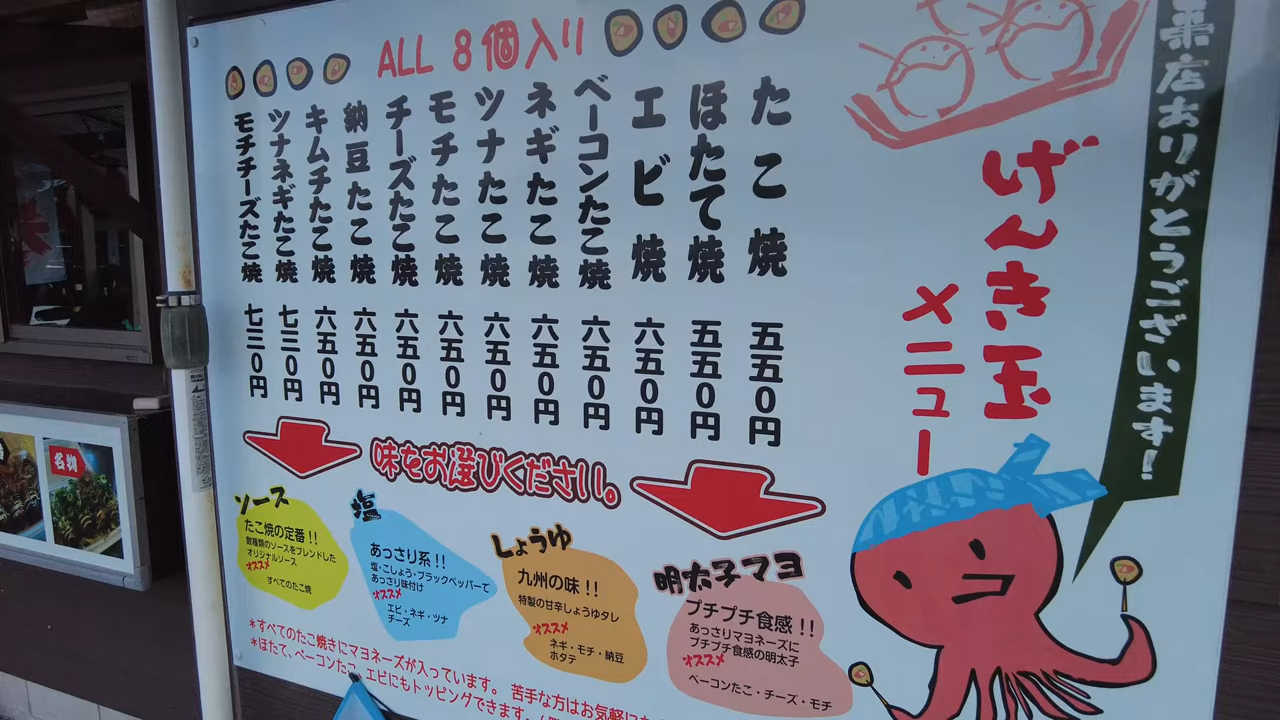 来店ありがとうございます!
げんき玉
メニュー
ALL 8個入り
たこ焼 五五0円
ほたて焼 五五0円
エビ焼 六五0円
ベーコンたこ焼 六五0円
ネギたこ焼 六五0円
ツナたこ焼 六五0円
モチたこ焼 六五0円
チーズたこ焼 六五0円
納豆たこ焼 六五0円
キムチたこ焼 六五0円
ツナネギたこ焼 七三0円
モチチーズたこ焼 七三0円
味をお選びください。
ソース
たこ焼の定番!!
数種類のソースをブレンドした
オリジナルソース
オススメ
すべてのたこ焼
塩
あっさり系!!
塩・こしょう・ブラックペッパーで
あっさり味付け
オススメ
エビ・ネギ・ツナ
チーズ
しょうゆ
九州の味!!
特製の甘辛しょうゆタレ
オススメ
ネギ・モチ・納豆
ホタテ
明太子マヨ
プチプチ食感!!
あっさりマヨネーズに
プチプチ食感の明太子
オススメ
ベーコンたこ・チーズ・モチ
*すべてのたこ焼きにマヨネーズが入っています。 苦手な方はお気軽に
*ほたて、ベーコンたこ、エビにもトッピングできます。
名物